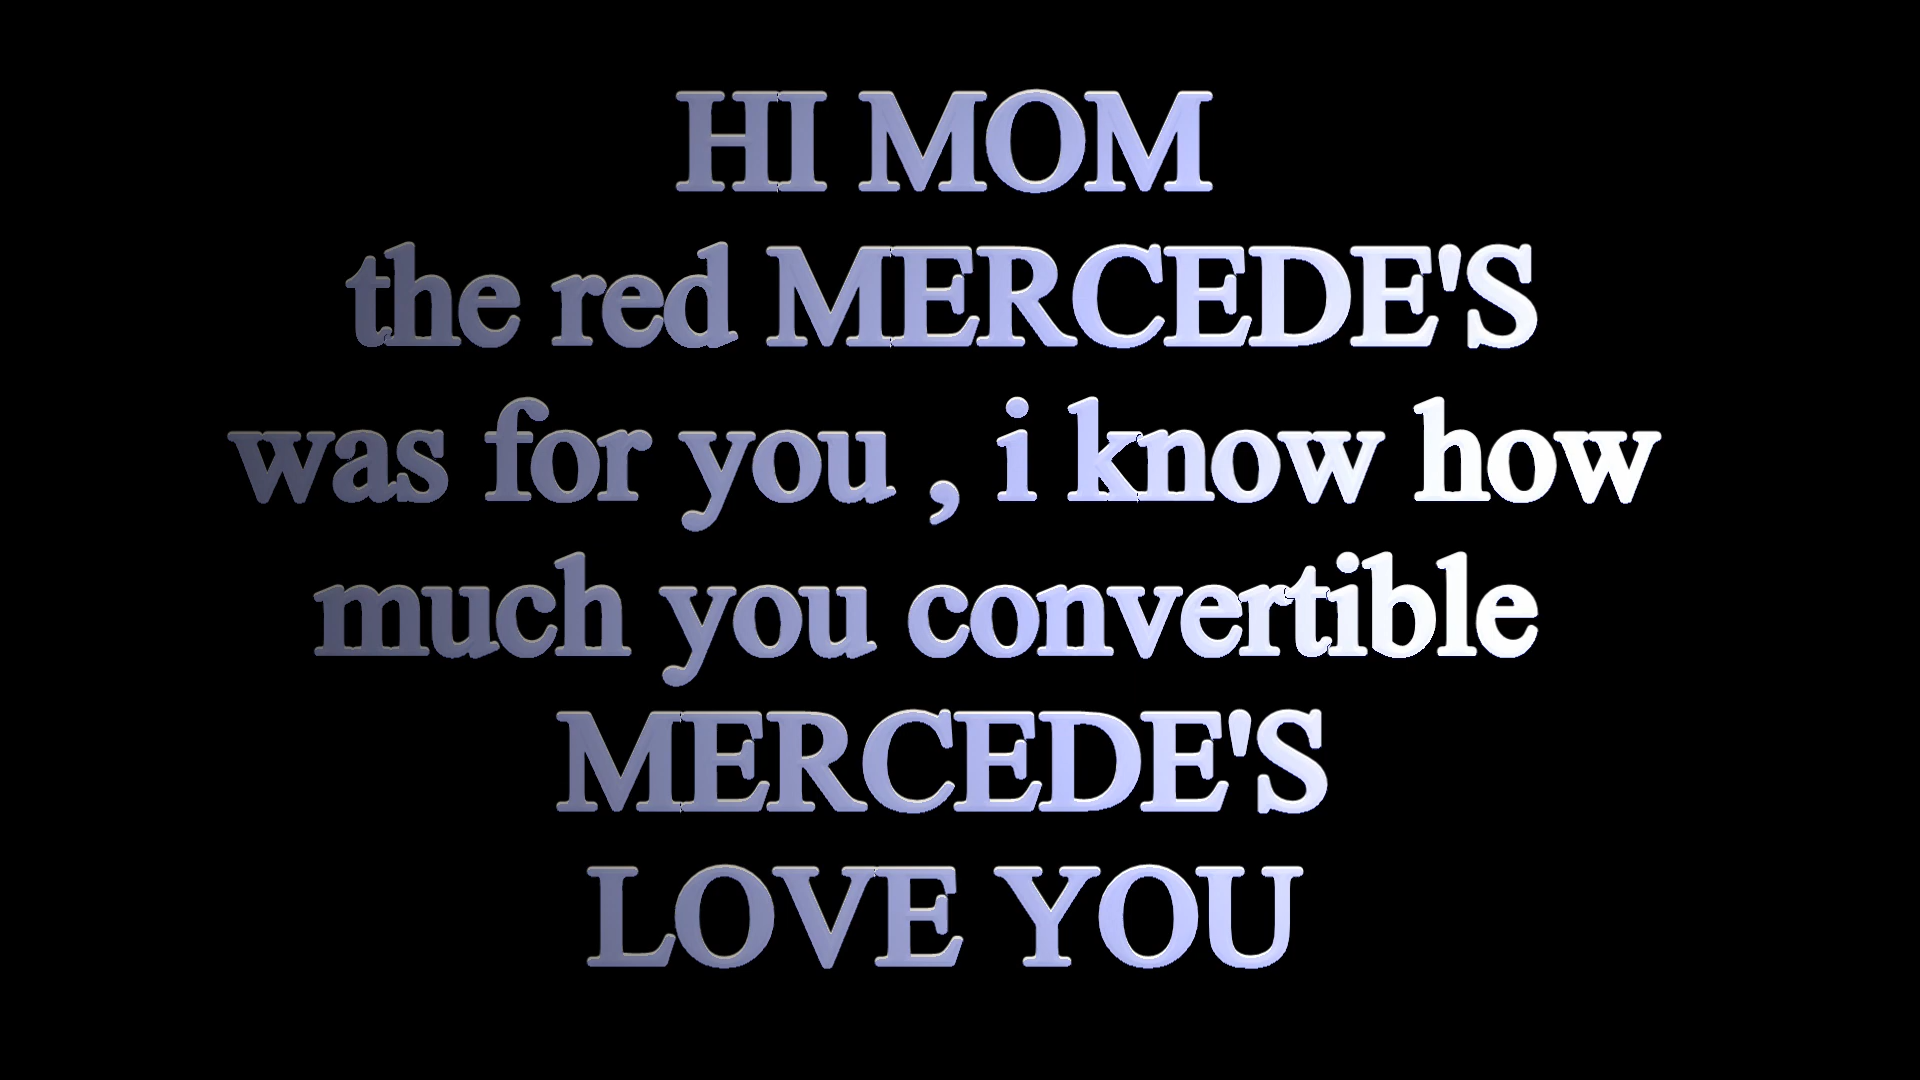 HI MOM
the red MERCEDE'S
was for you , i know how
much you convertible
MERCEDE'S
LOVE YOU